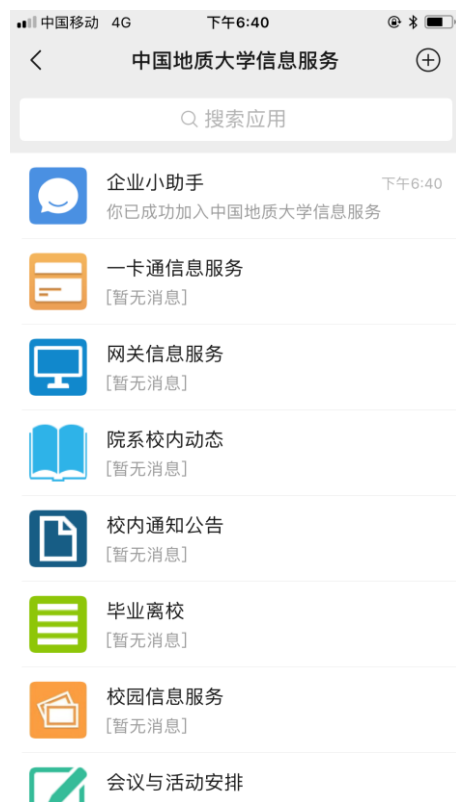 中国移动 4G 下午6:40
中国地质大学信息服务
搜索应用
企业小助手 下午6:40
你已成功加入中国地质大学信息服务
一卡通信息服务
[暂无消息]
网关信息服务
[暂无消息]
院系校内动态
[暂无消息]
校内通知公告
[暂无消息]
毕业离校
[暂无消息]
校园信息服务
[暂无消息]
会议与活动安排